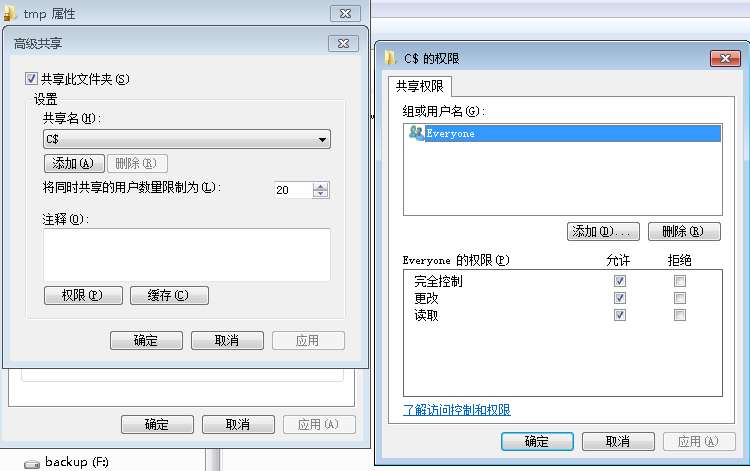 tmp 属性
高级共享
共享此文件夹(S)
设置
共享名(H):
C$
添加(A)
删除(R)
将同时共享的用户数量限制为(L):
20
注释(O):
权限(P)
缓存(C)
确定
取消
应用
确定
取消
应用(A)
backup (F:)
C$ 的权限
共享权限
组或用户名(G):
Everyone
添加(D)...
删除(R)
Everyone 的权限(P)
允许
拒绝
完全控制
更改
读取
了解访问控制和权限
确定
取消
应用(A)